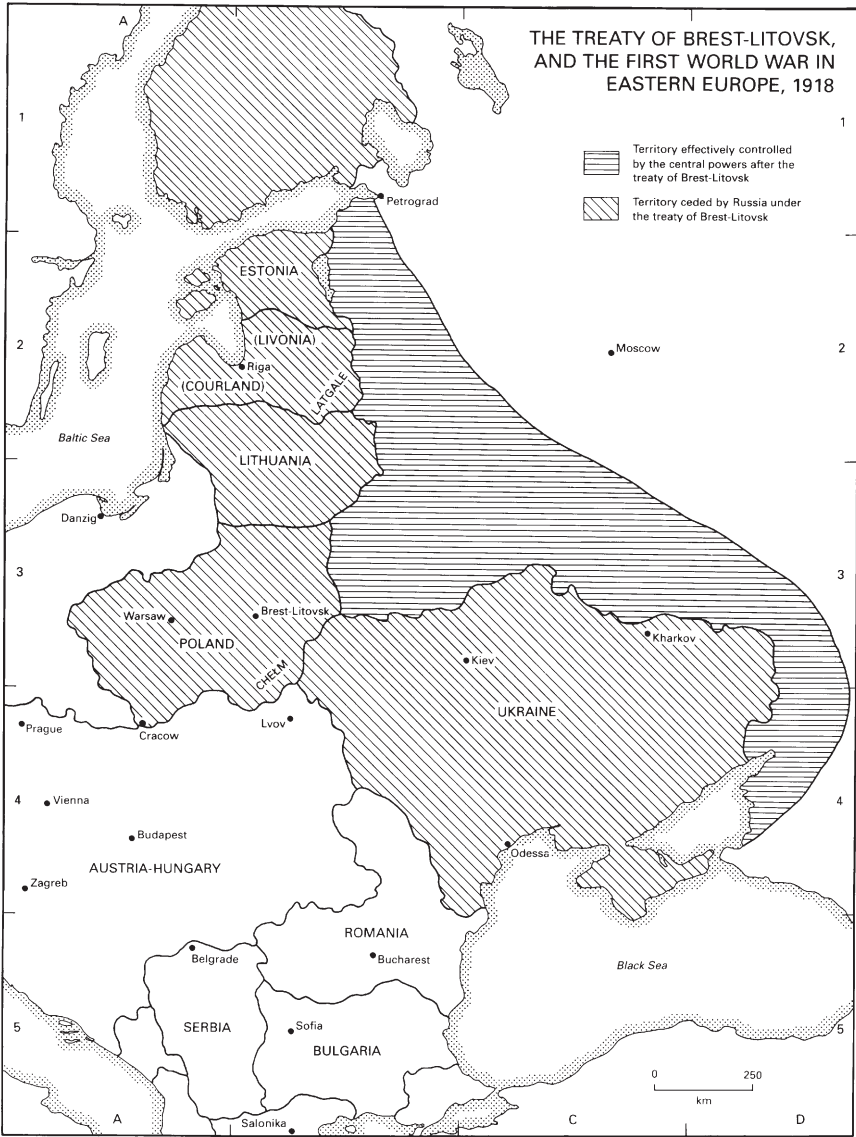 A
THE TREATY OF BREST-LITOVSK,
AND THE FIRST WORLD WAR IN
EASTERN EUROPE, 1918
1
1
Territory effectively controlled
by the central powers after the
treaty of Brest-Litovsk
Territory ceded by Russia under
the treaty of Brest-Litovsk
Petrograd
ESTONIA
(LIVONIA)
2
Moscow
2
Riga
(COURLAND)
LATGALE
Baltic Sea
LITHUANIA
Danzig
3
3
Warsaw
Brest-Litovsk
POLAND
Kharkov
CHEŁM
Kiev
UKRAINE
Prague
Cracow
Lvov
4
Vienna
4
Budapest
Odessa
AUSTRIA-HUNGARY
Zagreb
ROMANIA
Belgrade
Bucharest
Black Sea
5
SERBIA
Sofia
5
BULGARIA
0
250
km
A
Salonika
C
D